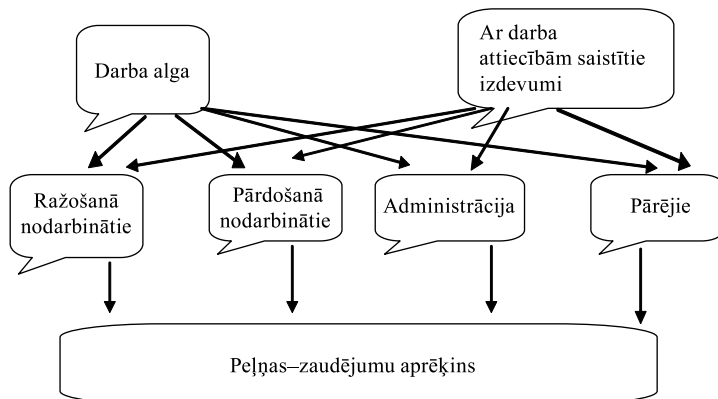 Darba alga
Ar darba
attiecībām saistītie
izdevumi
Ražošanā
nodarbinātie
Pārdošanā
nodarbinātie
Administrācija
Pārējie
Peļņas–zaudējumu aprēķins